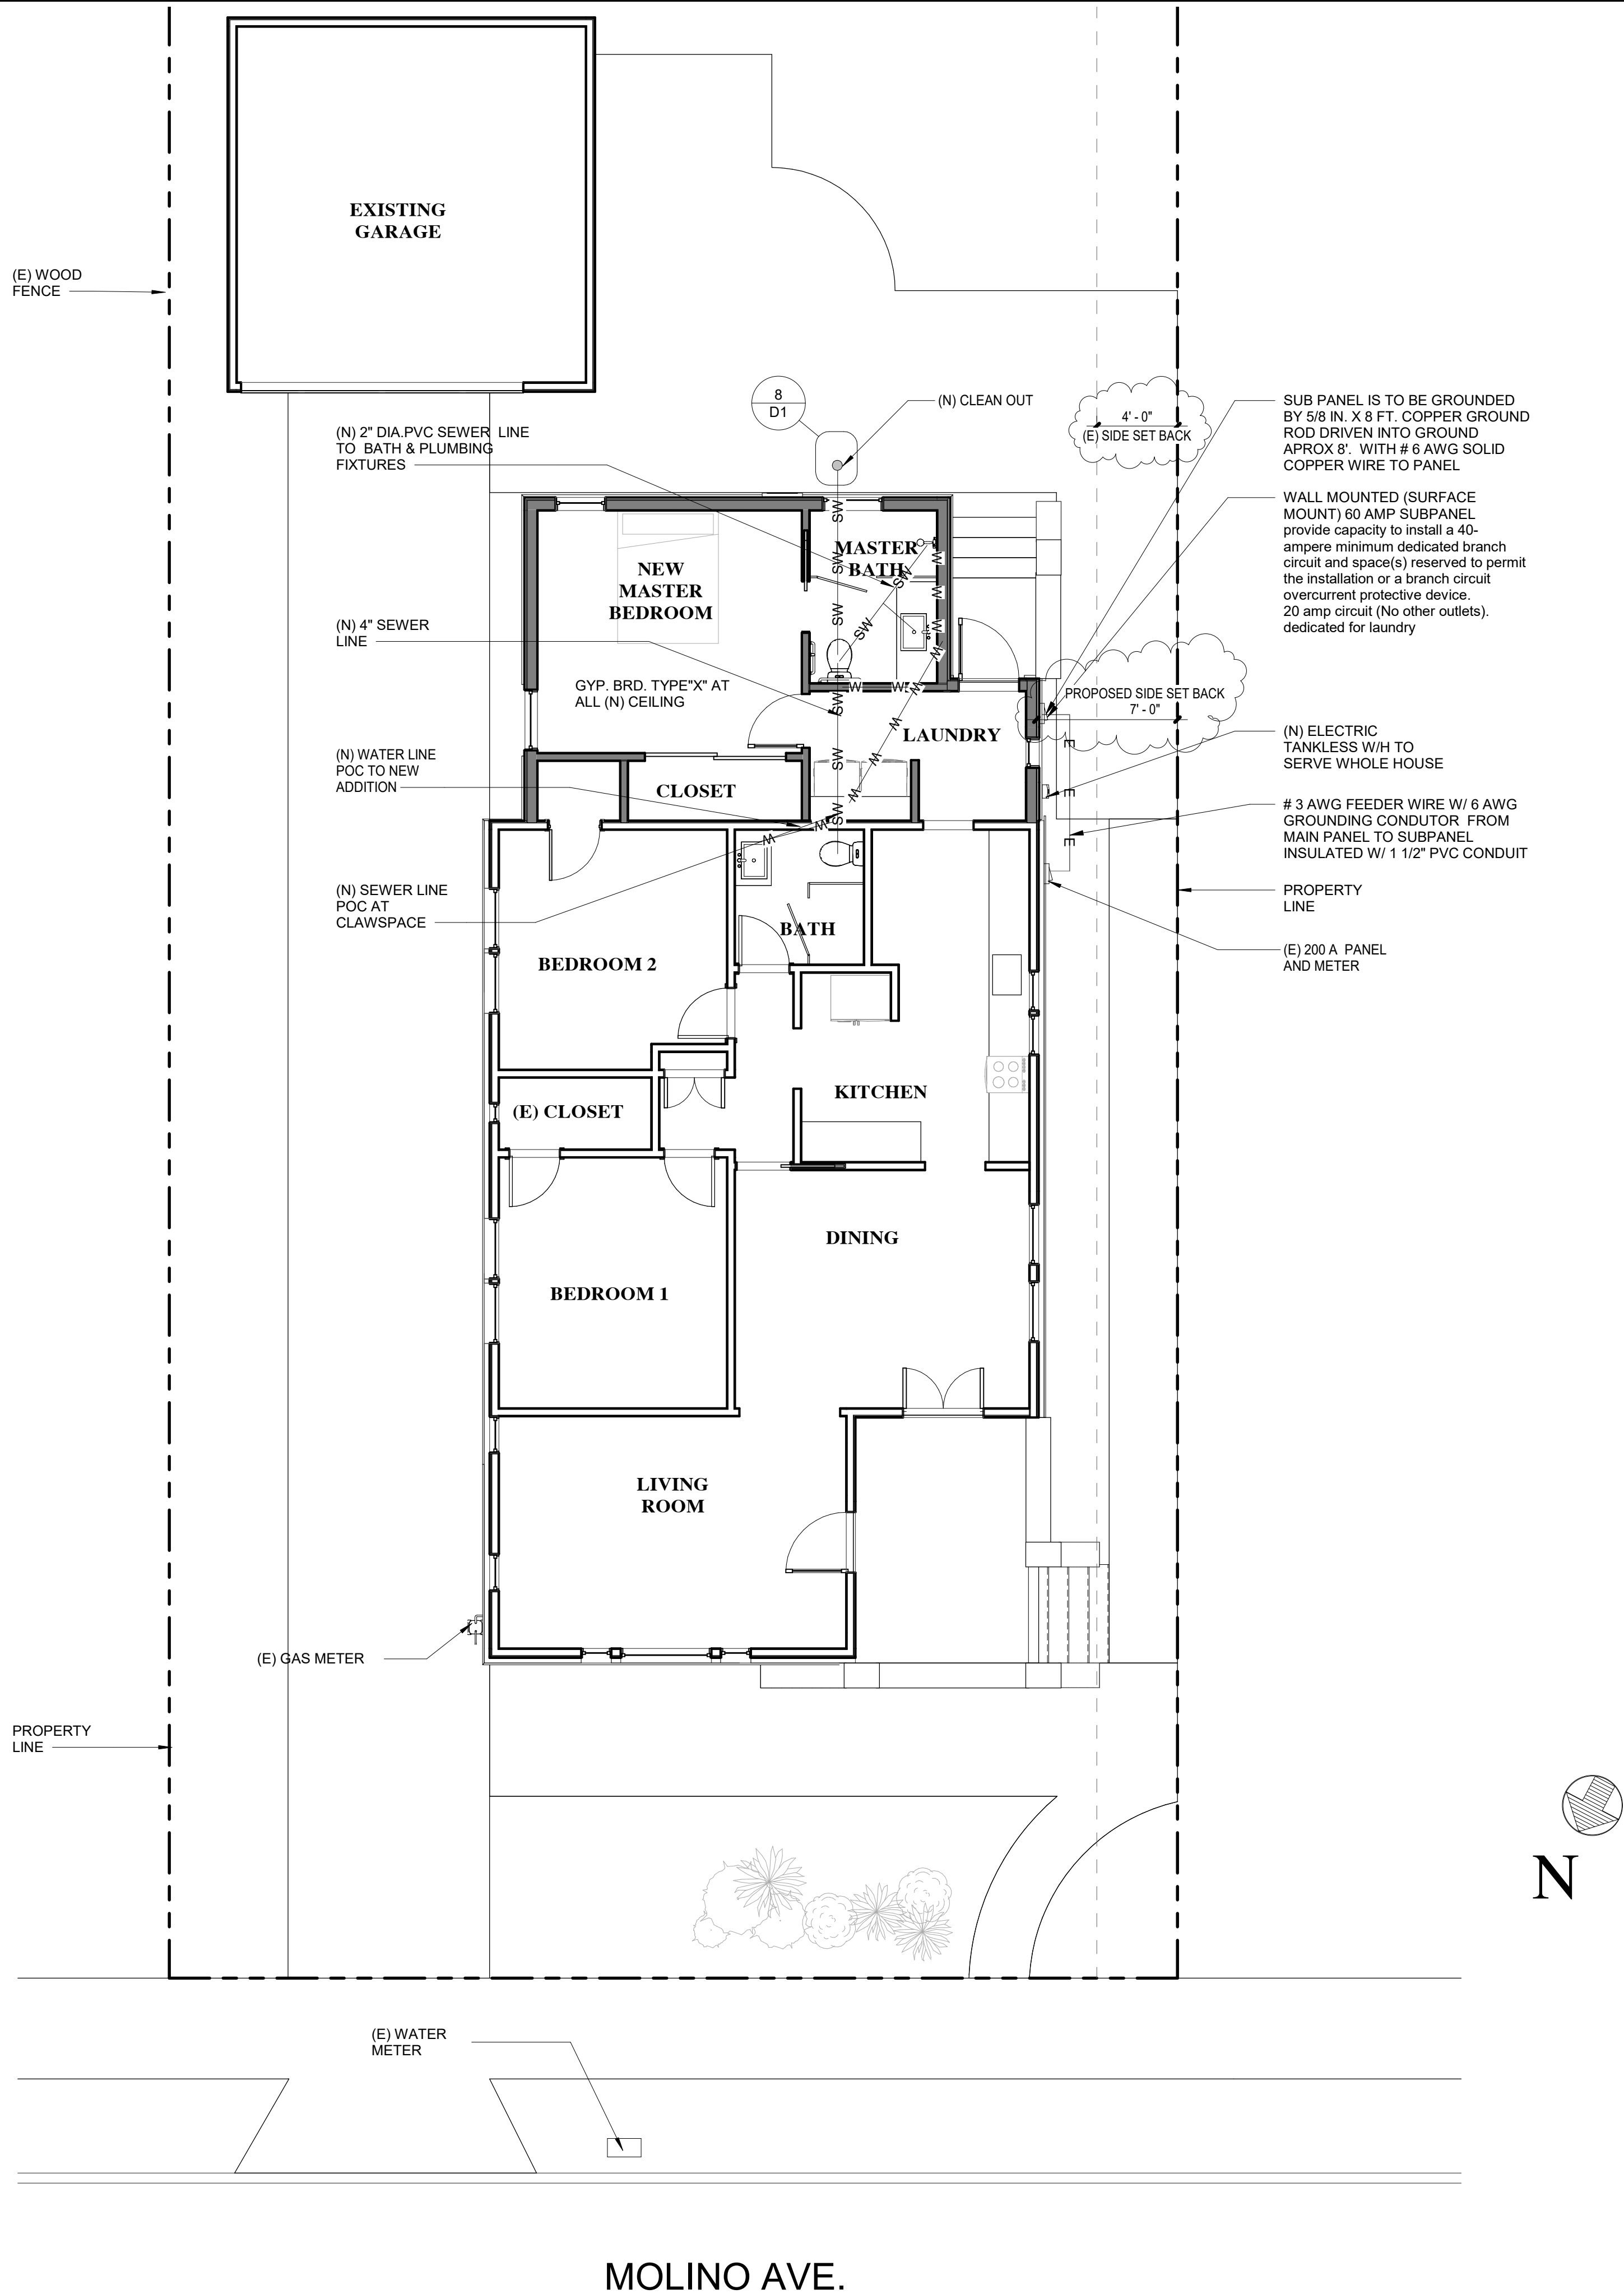 EXISTING
GARAGE
(E) WOOD
FENCE
8
D1
(N) CLEAN OUT
4' - 0"
(E) SIDE SET BACK
SUB PANEL IS TO BE GROUNDED
BY 5/8 IN. X 8 FT. COPPER GROUND
ROD DRIVEN INTO GROUND
APROX 8'. WITH # 6 AWG SOLID
COPPER WIRE TO PANEL
(N) 2" DIA.PVC SEWER LINE
TO BATH & PLUMBING
FIXTURES
WALL MOUNTED (SURFACE
MOUNT) 60 AMP SUBPANEL
provide capacity to install a 40-
ampere minimum dedicated branch
circuit and space(s) reserved to permit
the installation or a branch circuit
overcurrent protective device.
20 amp circuit (No other outlets).
dedicated for laundry
SW
SW
SW
SW
SW
SW
SW
SW
W
W
W
W
W
W
W
W
W
W
W
W
W
MASTER
BATH
NEW
MASTER
BEDROOM
(N) 4" SEWER
LINE
GYP. BRD. TYPE"X" AT
ALL (N) CEILING
PROPOSED SIDE SET BACK
7' - 0"
LAUNDRY
E
E
E
(N) ELECTRIC
TANKLESS W/H TO
SERVE WHOLE HOUSE
(N) WATER LINE
POC TO NEW
ADDITION
CLOSET
# 3 AWG FEEDER WIRE W/ 6 AWG
GROUNDING CONDUTOR FROM
MAIN PANEL TO SUBPANEL
INSULATED W/ 1 1/2" PVC CONDUIT
(N) SEWER LINE
POC AT
CLAWSPACE
PROPERTY
LINE
BATH
BEDROOM 2
(E) 200 A PANEL
AND METER
KITCHEN
(E) CLOSET
DINING
BEDROOM 1
LIVING
ROOM
(E) GAS METER
PROPERTY
LINE
N
(E) WATER
METER
MOLINO AVE.